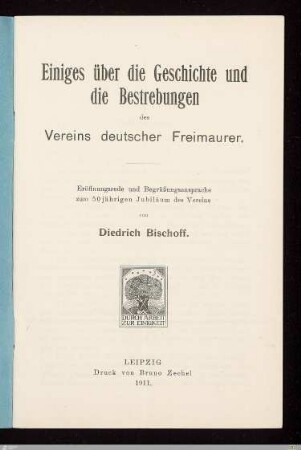 Einiges über die Geschichte und
die Bestrebungen
des
Vereins deutscher Freimaurer.
Eröffnungsrede und Begrüßungsansprache
zum 50jährigen Jubiläum des Vereins
von
Diedrich Bischoff.
DURCH ARBEIT
ZUR EINIGKEIT
LEIPZIG
Druck von Bruno Zechel
1911.